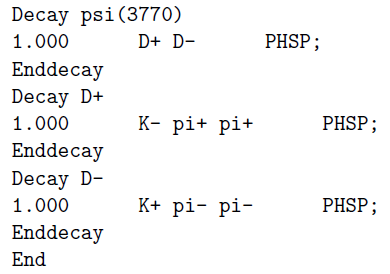 Decay psi(3770)
1.000 D+ D- PHSP;
Enddecay
Decay D+
1.000 K- pi+ pi+ PHSP;
Enddecay
Decay D-
1.000 K+ pi- pi- PHSP;
Enddecay
End